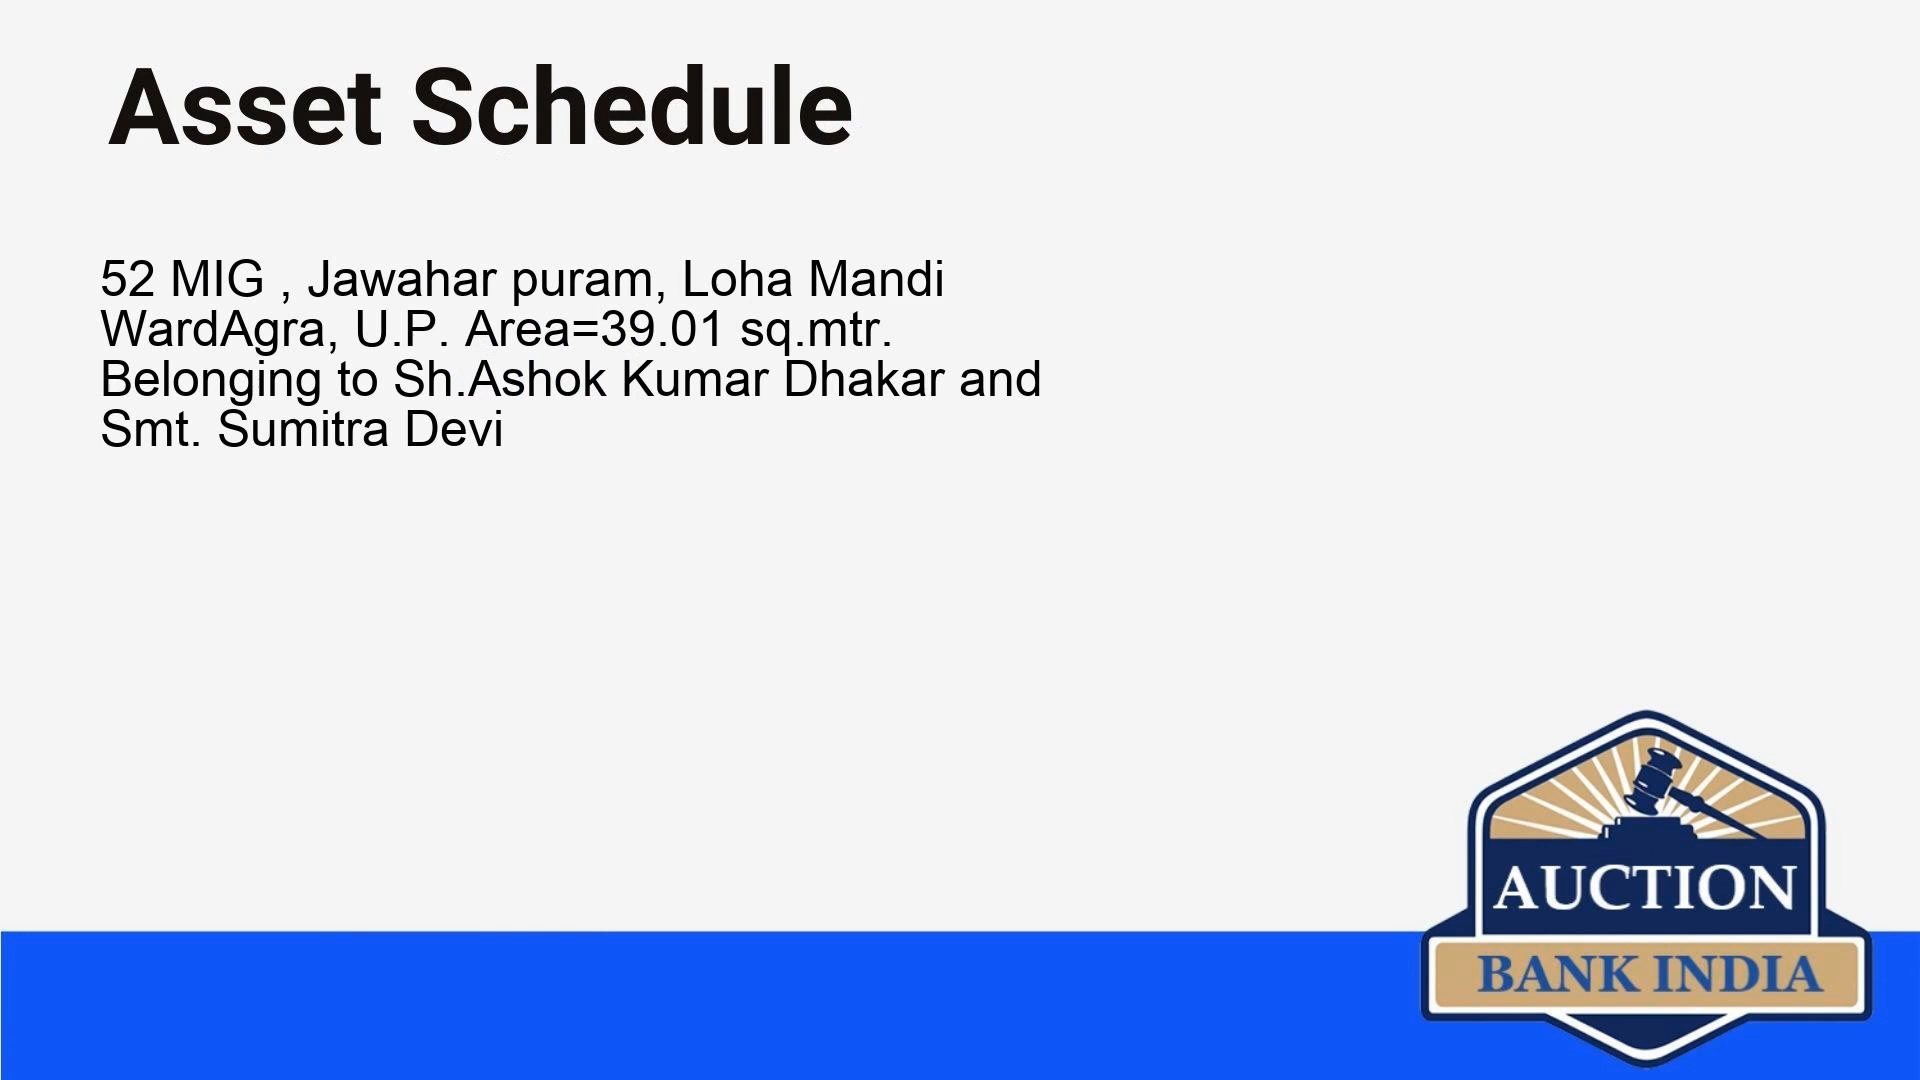 Asset Schedule
52 MIG , Jawahar puram, Loha Mandi
WardAgra, U.P. Area=39.01 sq.mtr.
Belonging to Sh.Ashok Kumar Dhakar and
Smt. Sumitra Devi
AUCTION
BANK INDIA